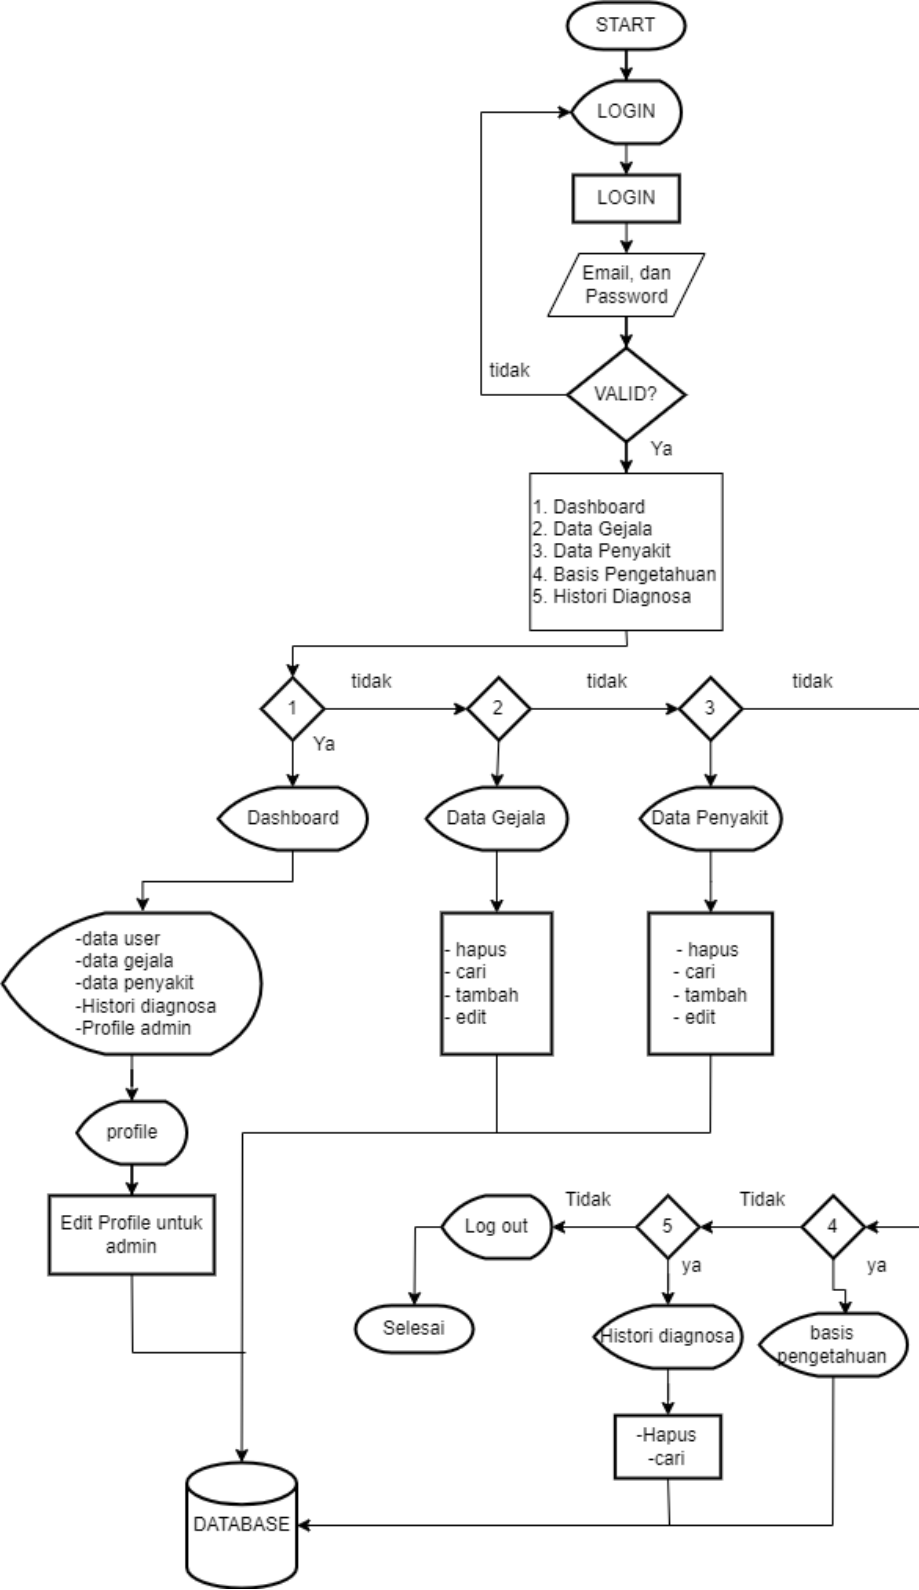 START
LOGIN
LOGIN
Email, dan
Password
tidak
VALID?
Ya
1. Dashboard
2. Data Gejala
3. Data Penyakit
4. Basis Pengetahuan
5. Histori Diagnosa
tidak
tidak
tidak
1
2
3
Ya
Dashboard
Data Gejala
Data Penyakit
-data user
-data gejala
-data penyakit
-Histori diagnosa
-Profile admin
- hapus
- cari
- tambah
- edit
- hapus
- cari
- tambah
- edit
profile
Edit Profile untuk
admin
Tidak
Tidak
Log out
5
4
ya
ya
Selesai
Histori diagnosa
basis
pengetahuan
-Hapus
-cari
DATABASE